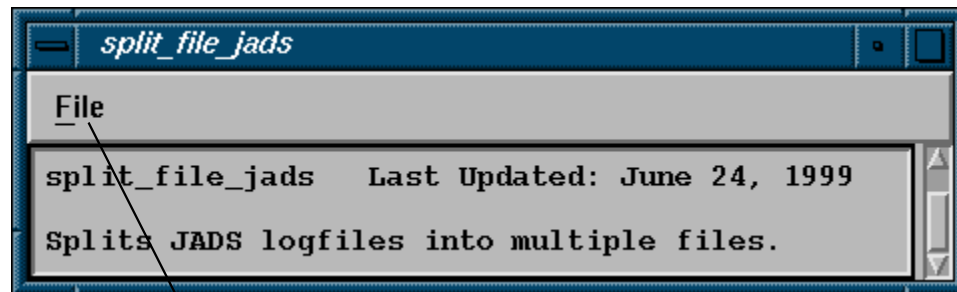 split_file_jads
File
split_file_jads   Last Updated: June 24, 1999
Splits JADS logfiles into multiple files.